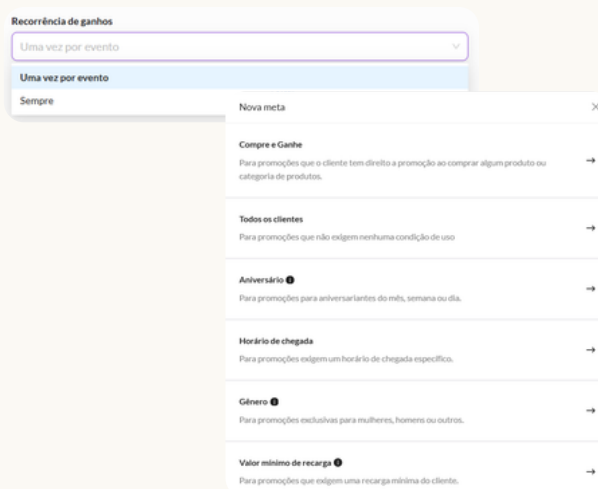 Recorrência de ganhos
Uma vez por evento
Uma vez por evento
Sempre
Nova meta
Compre e Ganhe
Para promoções que o cliente tem direito a promoção ao comprar algum produto ou
categoria de produtos.
Todos os clientes
Para promoções que não exigem nenhuma condição de uso
Aniversário
Para promoções para aniversariantes do mês, semana ou dia.
Horário de chegada
Para promoções exigem um horário de chegada específico.
Gênero
Para promoções exclusivas para mulheres, homens ou outros.
Valor mínimo de recarga
Para promoções que exigem uma recarga mínima do cliente.